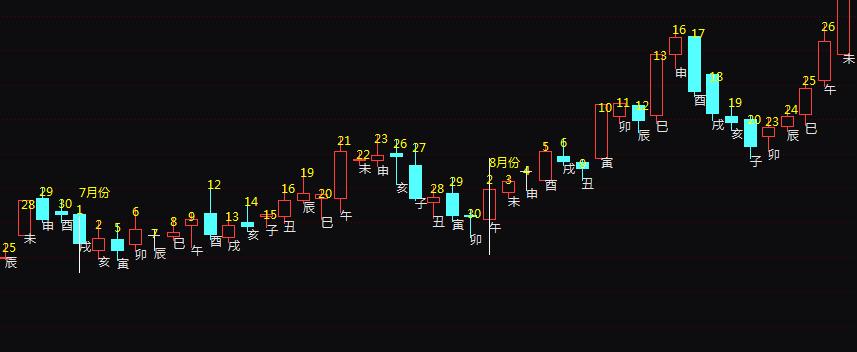 25
辰
28
未
29
申
30
酉
7月份
1
戌
2
亥
5
寅
6
卯
7
辰
8
巳
9
午
12
酉
13
戌
14
亥
15
子
16
丑
19
辰
20
巳
21
午
22
未
23
申
26
亥
27
子
28
丑
29
寅
30
卯
8月份
2
午
3
未
4
申
5
酉
6
戌
9
丑
10
寅
11
卯
12
辰
13
巳
16
申
17
酉
18
戌
19
亥
20
子
23
卯
24
辰
25
巳
26
午
未